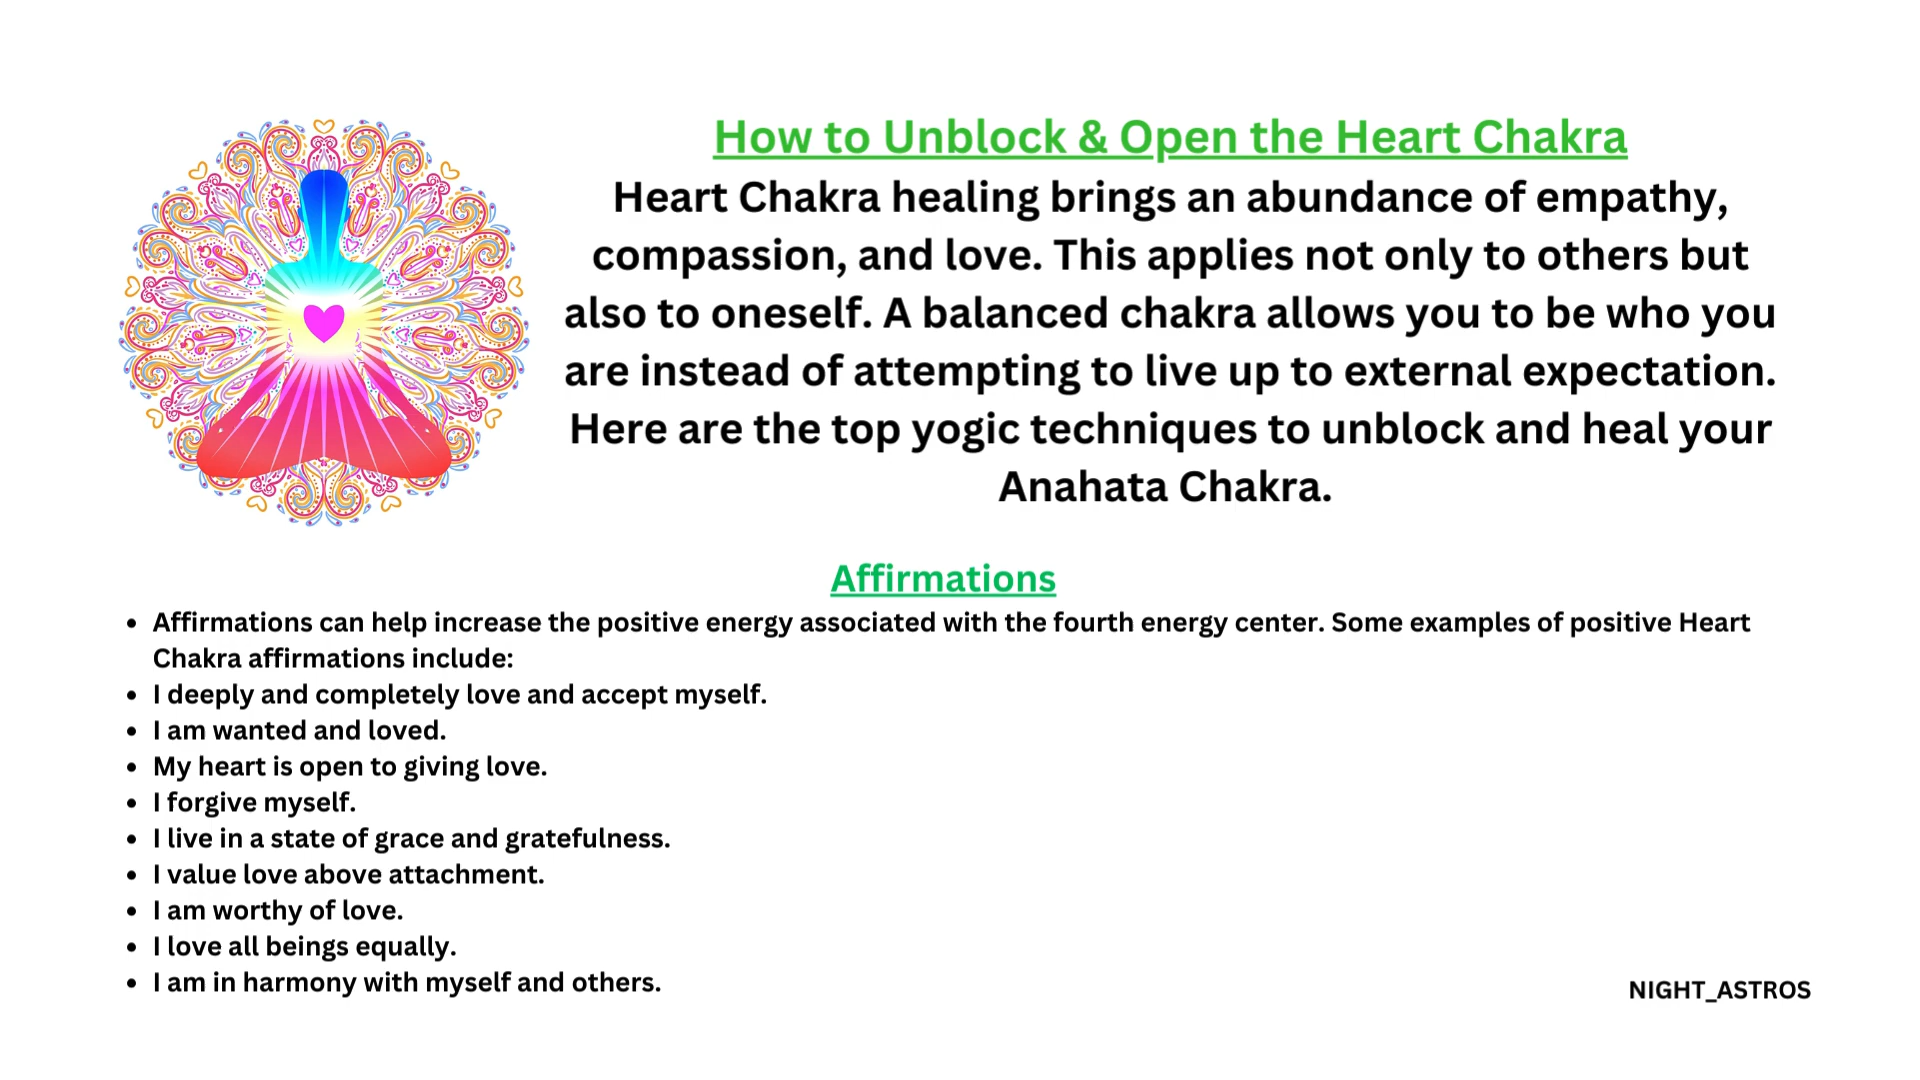 How to Unblock & Open the Heart Chakra
Heart Chakra healing brings an abundance of empathy,
compassion, and love. This applies not only to others but
also to oneself. A balanced chakra allows you to be who you
are instead of attempting to live up to external expectation.
Here are the top yogic techniques to unblock and heal your
Anahata Chakra.
Affirmations
• Affirmations can help increase the positive energy associated with the fourth energy center. Some examples of positive Heart
Chakra affirmations include:
• I deeply and completely love and accept myself.
• I am wanted and loved.
• My heart is open to giving love.
• I forgive myself.
• I live in a state of grace and gratefulness.
• I value love above attachment.
• I am worthy of love.
• I love all beings equally.
• I am in harmony with myself and others.
NIGHT_ASTROS